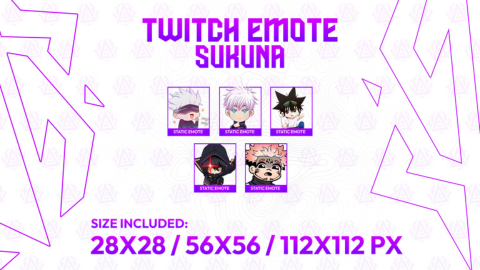 TWITCH EMOTE
SUKUNA
STATIC EMOTE
STATIC EMOTE
STATIC EMOTE
STATIC EMOTE
STATIC EMOTE
SIZE INCLUDED:
28X28 / 56X56 / 112X112 PX